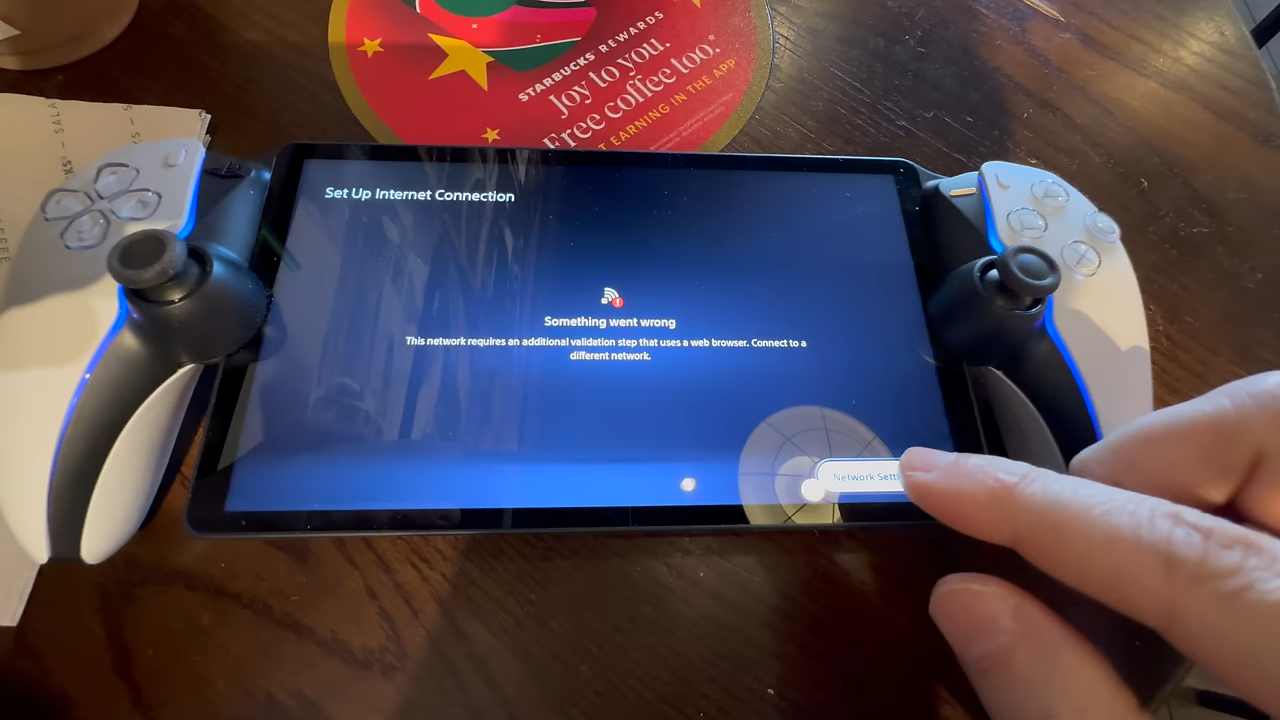 STARBUCKS® REWARDS
Joy to you.
Free coffee too.*
EARNING IN THE APP
Set Up Internet Connection
Something went wrong
This network requires an additional validation step that uses a web browser. Connect to a
different network.
Network Setti